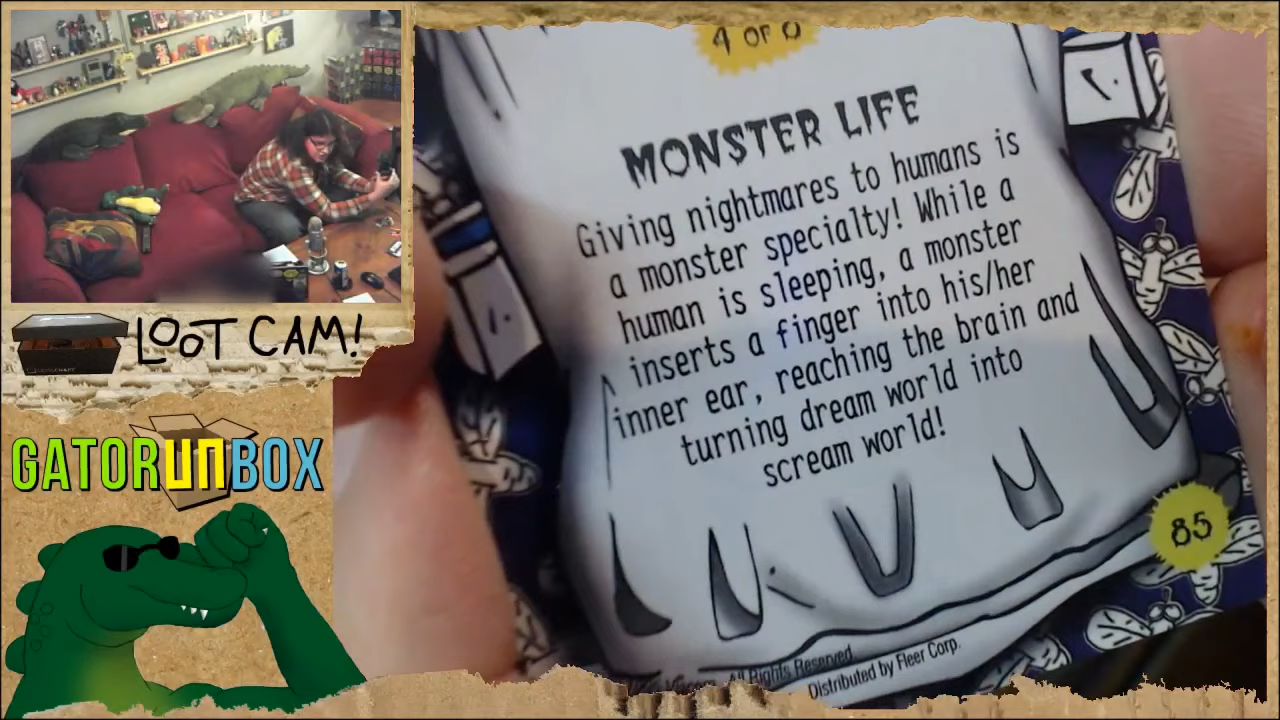 LOOT CAM!
GATORUNBOX
4 OF
MONSTER LIFE
Giving nightmares to humans is
a monster specialty! While a
human is sleeping, a monster
inserts a finger into his/her
inner ear, reaching the brain and
turning dream world into
scream world!
85
All Rights Reserved.
Distributed by Fleer Corp.